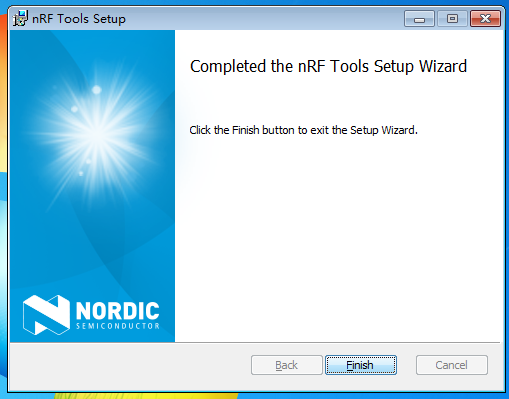 nRF Tools Setup
Completed the nRF Tools Setup Wizard
Click the Finish button to exit the Setup Wizard.
NORDIC
SEMICONDUCTOR
Back
Finish
Cancel